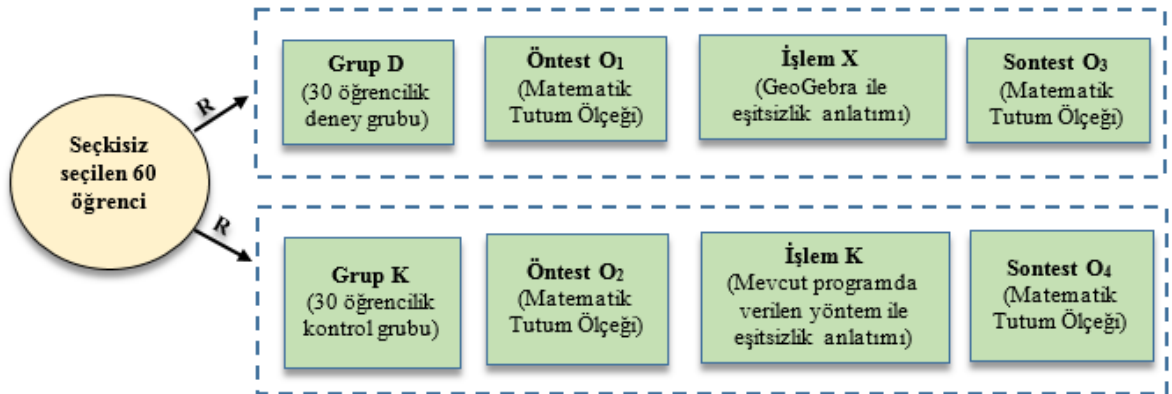 Seçkisiz
seçilen 60
öğrenci
R
R
Grup D
(30 öğrencilik
deney grubu)
Öntest O1
(Matematik
Tutum Ölçeği)
İşlem X
(GeoGebra ile
eşitsizlik anlatımı)
Sontest O3
(Matematik
Tutum Ölçeği)
Grup K
(30 öğrencilik
kontrol grubu)
Öntest O2
(Matematik
Tutum Ölçeği)
İşlem K
(Mevcut programda
verilen yöntem ile
eşitsizlik anlatımı)
Sontest O4
(Matematik
Tutum Ölçeği)